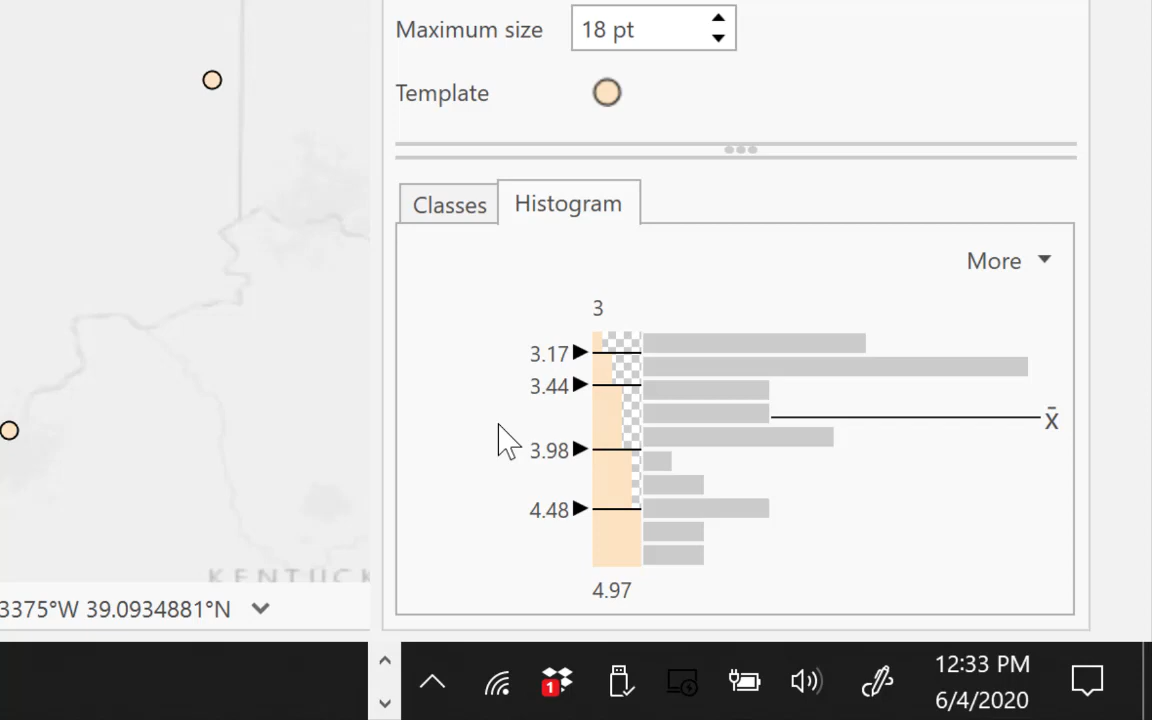 Maximum size
18 pt
Template
Classes
Histogram
More
3
3.17
3.44
x̄
3.98
4.48
4.97
KENTUCK
3375°W 39.0934881°N
1
12:33 PM
6/4/2020